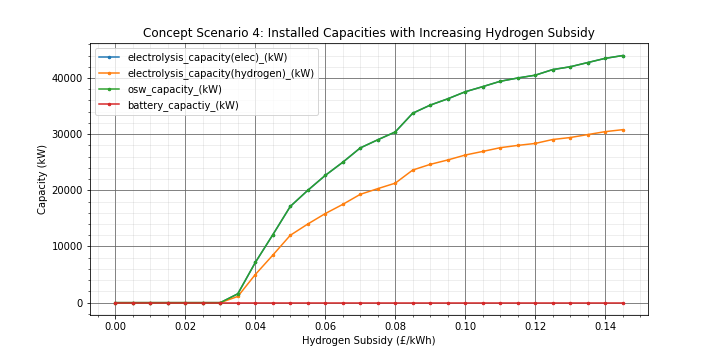 Concept Scenario 4: Installed Capacities with Increasing Hydrogen Subsidy
electrolysis_capacity(elec)_(kW)
electrolysis_capacity(hydrogen)_(kW)
osw_capacity_(kW)
battery_capactiy_(kW)
Capacity (kW)
40000
30000
20000
10000
0
0.00 0.02 0.04 0.06 0.08 0.10 0.12 0.14
Hydrogen Subsidy (£/kWh)